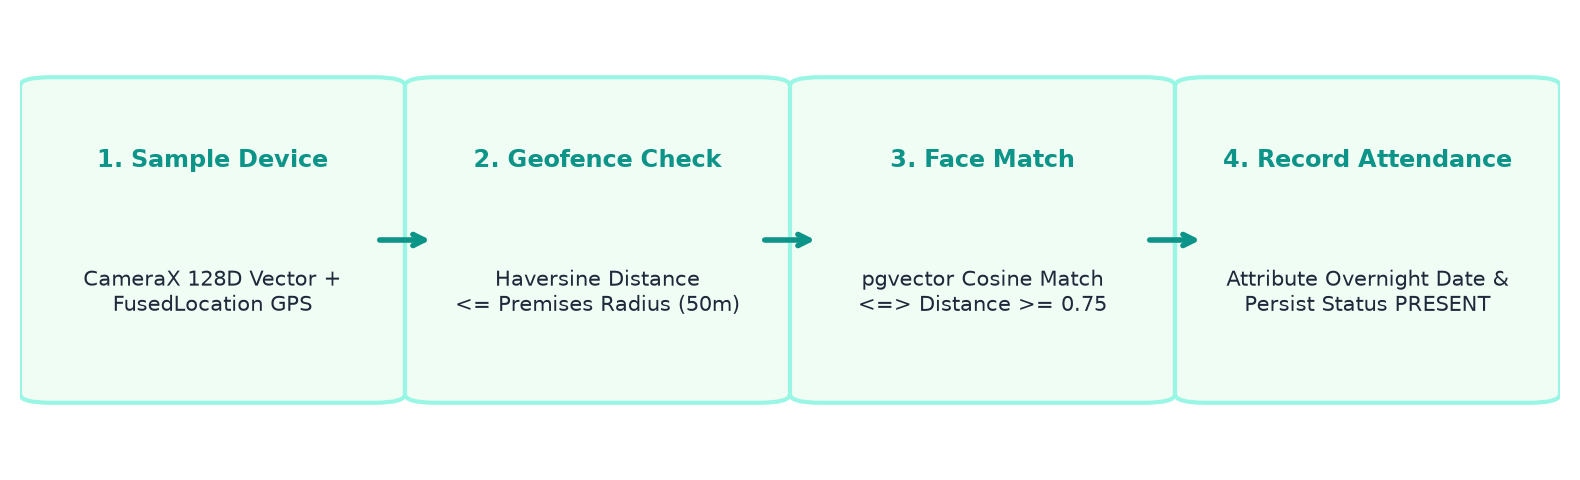 1. Sample Device
CameraX 128D Vector +
FusedLocation GPS
2. Geofence Check
Haversine Distance
<= Premises Radius (50m)
3. Face Match
pgvector Cosine Match
<=> Distance >= 0.75
4. Record Attendance
Attribute Overnight Date &
Persist Status PRESENT